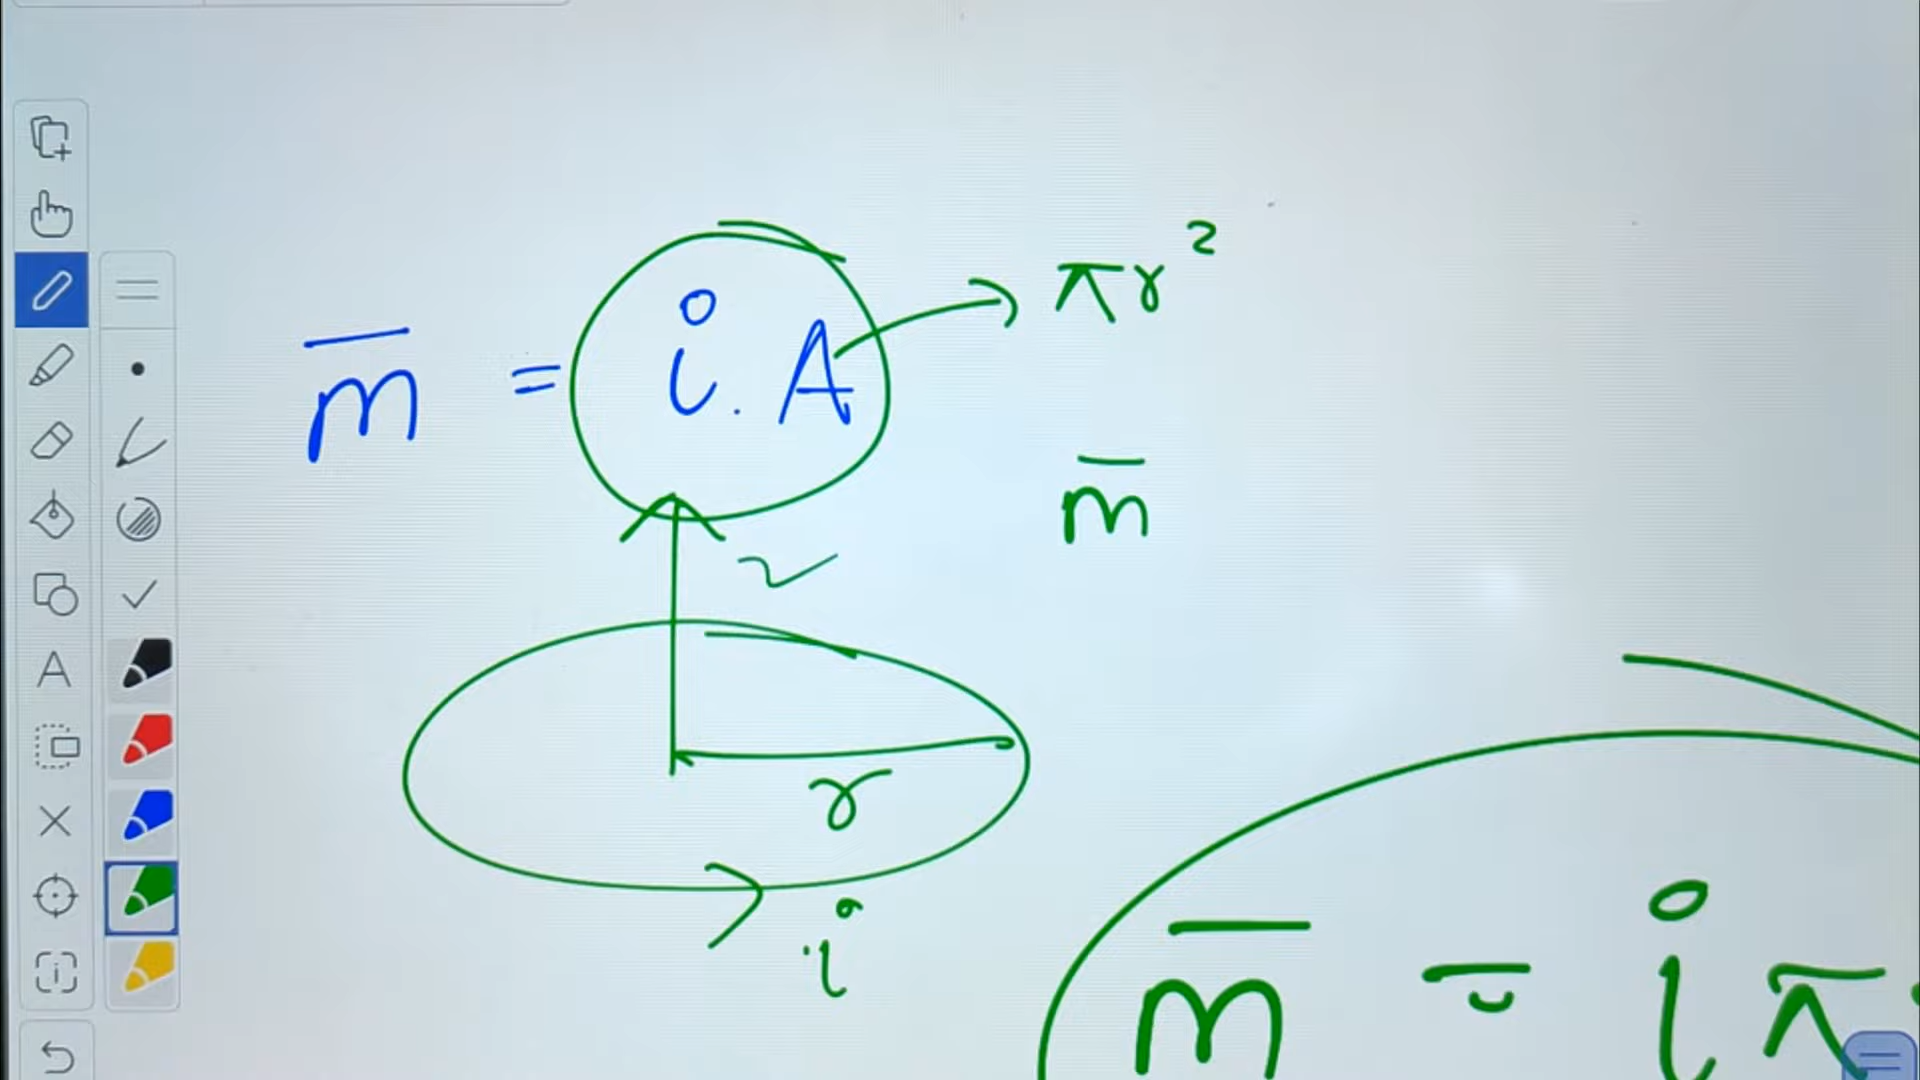 m̅ = i . A → πr²
m̅
r
i
m̅ = i π